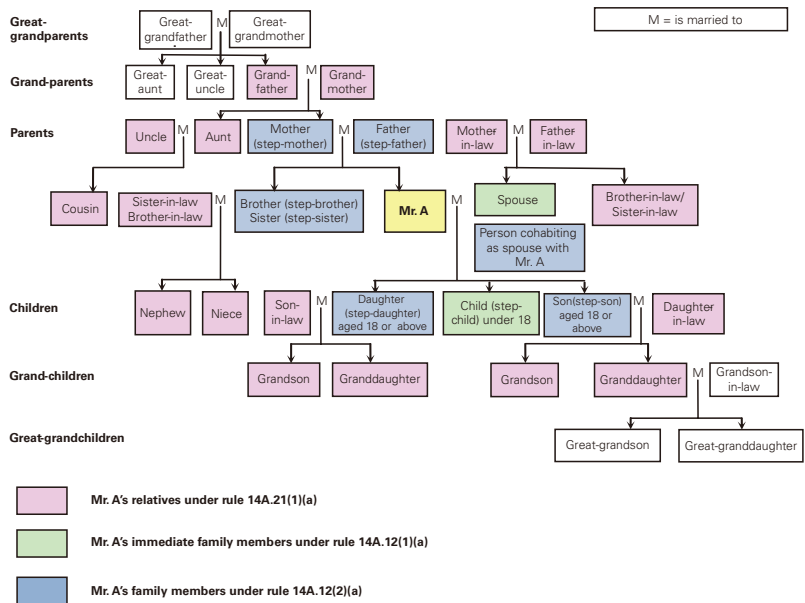 Great-
grandparents
Great-
grandfather
M
Great-
grandmother
M = is married to
Grand-parents
Great-
aunt
Great-
uncle
Grand-
father
M
Grand-
mother
Parents
Uncle
M
Aunt
Mother
(step-mother)
M
Father
(step-father)
Mother-
in-law
M
Father-
in-law
Cousin
Sister-in-law
Brother-in-law
M
Brother (step-brother)
Sister (step-sister)
Mr. A
M
Spouse
Brother-in-law/
Sister-in-law
Person cohabiting
as spouse with
Mr. A
Children
Nephew
Niece
Son-
in-law
M
Daughter
(step-daughter)
aged 18 or above
Child (step-
child) under 18
Son(step-son)
aged 18 or
above
M
Daughter-
in-law
Grand-children
Grandson
Granddaughter
Grandson
Granddaughter
M
Grandson-
in-law
Great-grandchildren
Great-grandson
Great-granddaughter
Mr. A's relatives under rule 14A.21(1)(a)
Mr. A's immediate family members under rule 14A.12(1)(a)
Mr. A's family members under rule 14A.12(2)(a)